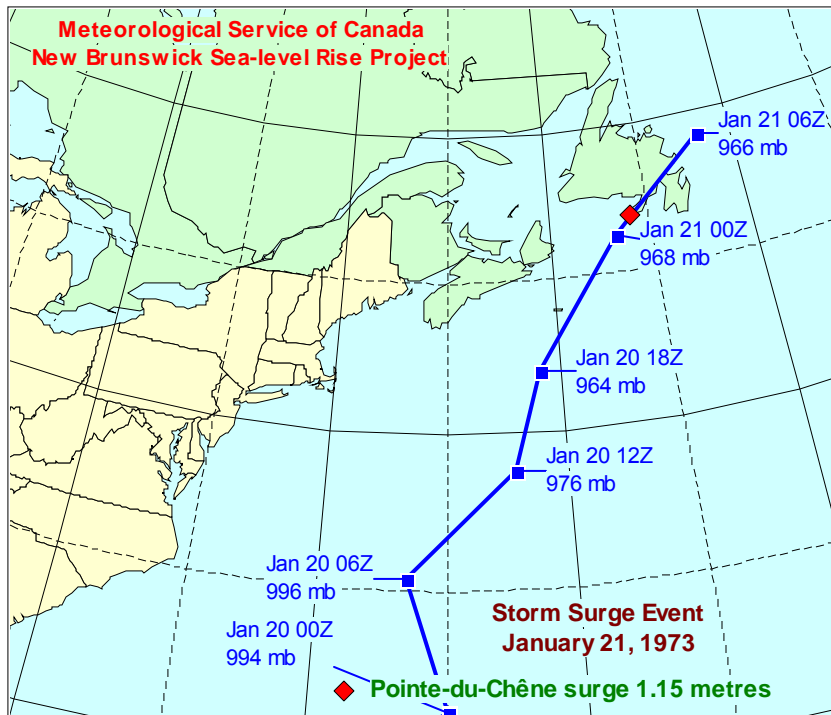 Meteorological Service of Canada
New Brunswick Sea-level Rise Project
Jan 21 06Z
966 mb
Jan 21 00Z
968 mb
Jan 20 18Z
964 mb
Jan 20 12Z
976 mb
Jan 20 06Z
996 mb
Jan 20 00Z
994 mb
Storm Surge Event
January 21, 1973
Pointe-du-Chêne surge 1.15 metres